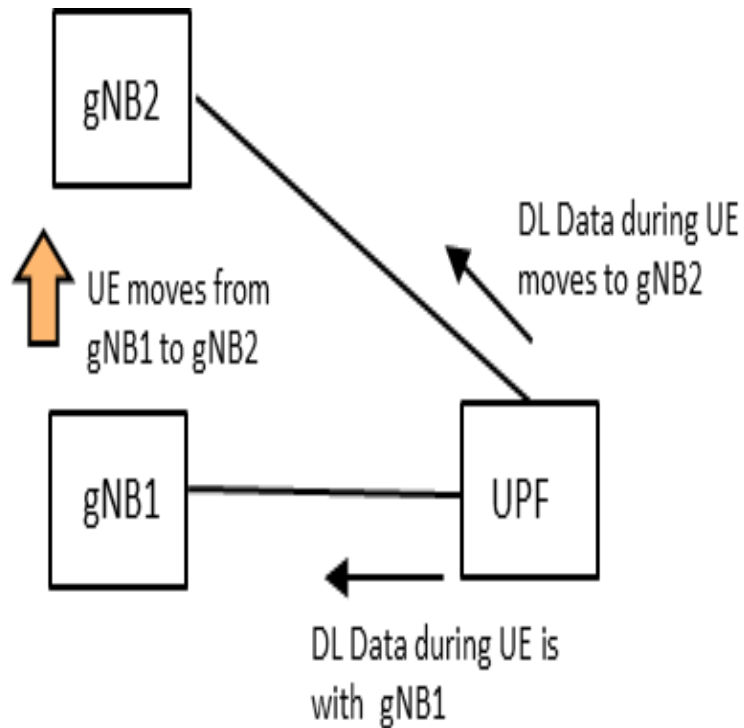 gNB2
DL Data during UE
moves to gNB2
UE moves from
gNB1 to gNB2
gNB1
UPF
DL Data during UE is
with gNB1